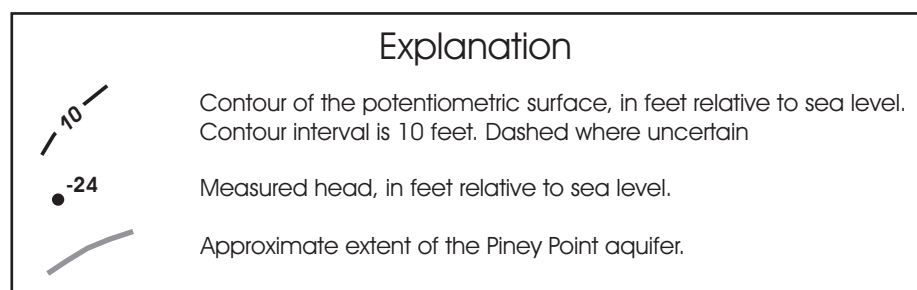 Explanation
10
Contour of the potentiometric surface, in feet relative to sea level.
Contour interval is 10 feet. Dashed where uncertain
-24
Measured head, in feet relative to sea level.
Approximate extent of the Piney Point aquifer.